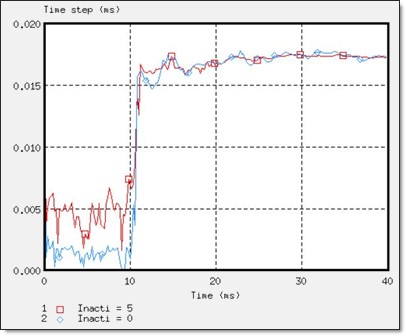 Time step (ms)
0.020
0.015
0.010
0.005
0.000
0 10 20 30 40
Time (ms)
1 Inacti = 5
2 Inacti = 0